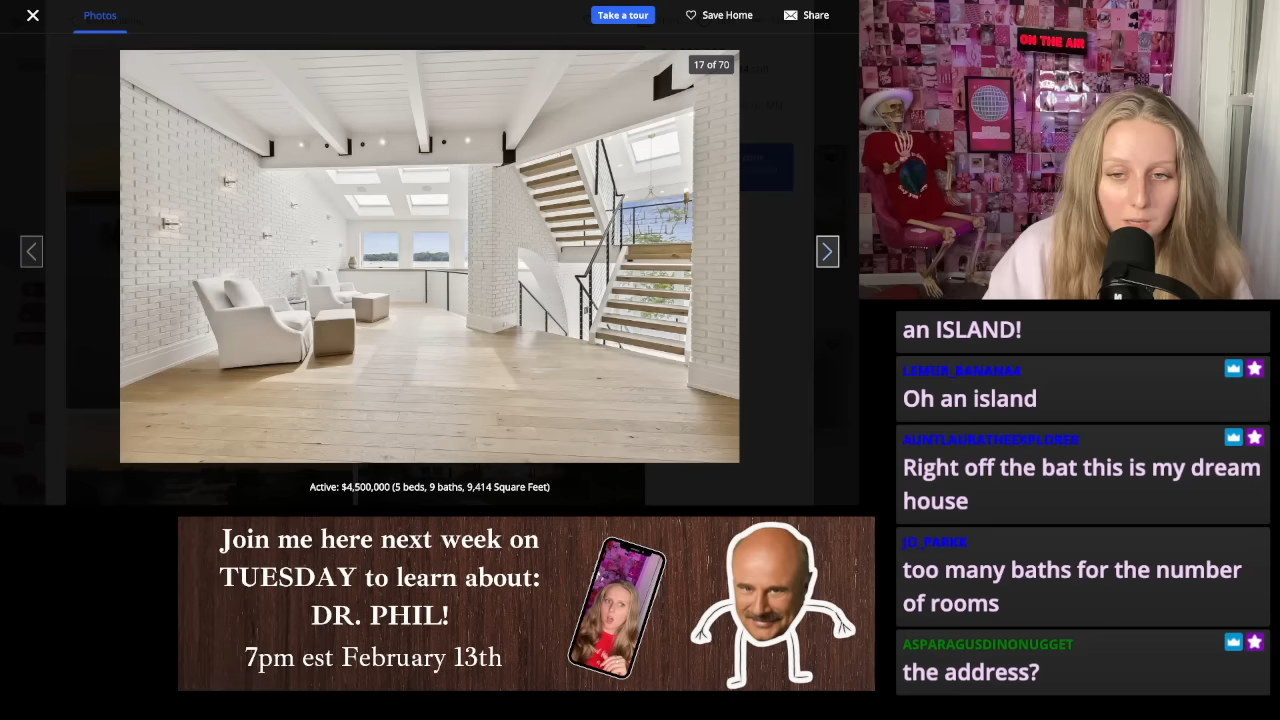 Photos
Take a tour
Save Home
Share
17 of 70
ON THE AIR
Active: $4,500,000 (5 beds, 9 baths, 9,414 Square Feet)
Join me here next week on
TUESDAY to learn about:
DR. PHIL!
7pm est February 13th
an ISLAND!
LEMUR_BANANA4
Oh an island
AUNTLAURATHEEXPLORER
Right off the bat this is my dream
house
JG_PARKK
too many baths for the number
of rooms
ASPARAGUSDINONUGGET
the address?